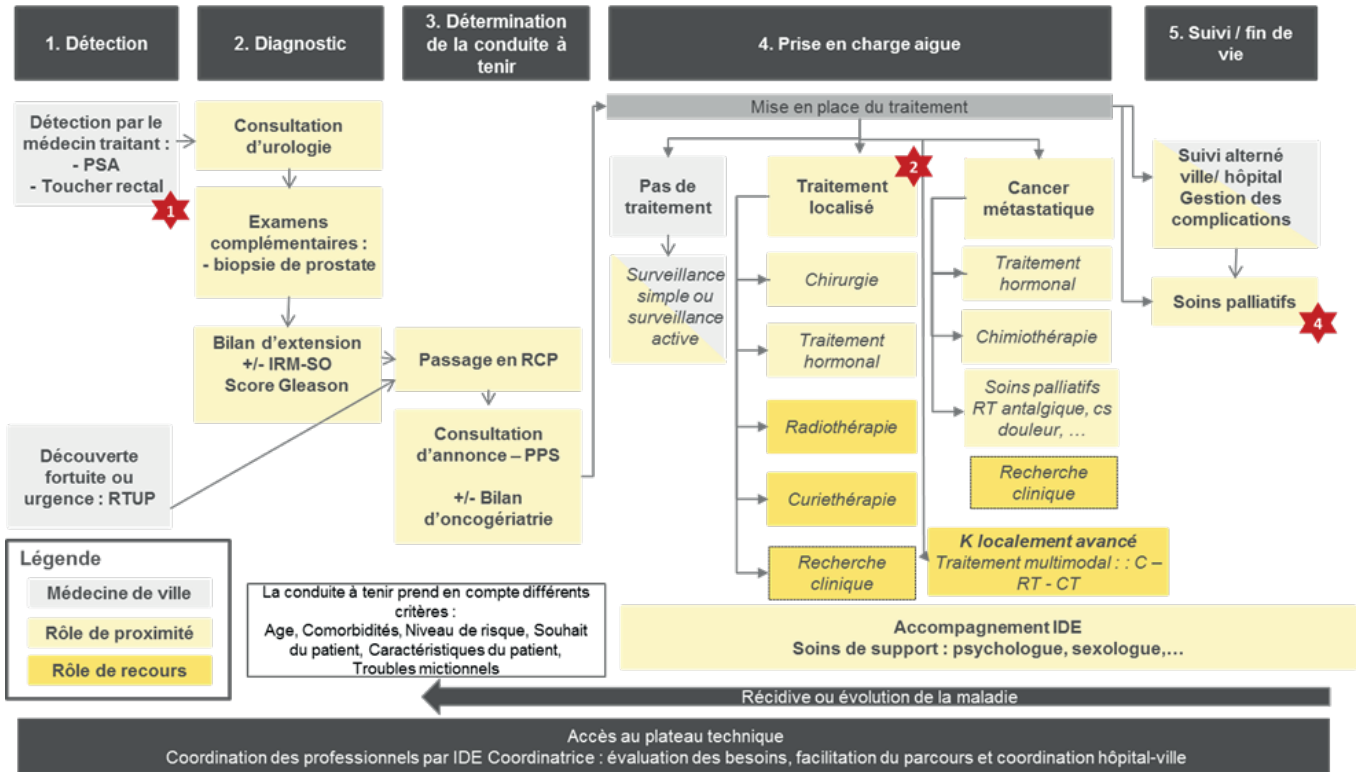 1. Détection
2. Diagnostic
3. Détermination
de la conduite à
tenir
4. Prise en charge aigue
5. Suivi / fin de
vie
Détection par le
médecin traitant :
- PSA
- Toucher rectal
1
Découverte
fortuite ou
urgence : RTUP
Consultation
d'urologie
Examens
complémentaires :
- biopsie de prostate
Bilan d'extension
+/- IRM-SO
Score Gleason
Passage en RCP
Consultation
d'annonce – PPS
+/- Bilan
d'oncogériatrie
Mise en place du traitement
Pas de
traitement
Surveillance
simple ou
surveillance
active
Traitement
localisé
2
Chirurgie
Traitement
hormonal
Radiothérapie
Curiethérapie
Recherche
clinique
Cancer
métastatique
Traitement
hormonal
Chimiothérapie
Soins palliatifs
RT antalgique, cs
douleur, …
Recherche
clinique
K localement avancé
Traitement multimodal : : C –
RT - CT
Suivi alterné
ville/ hôpital
Gestion des
complications
Soins palliatifs
4
Légende
Médecine de ville
Rôle de proximité
Rôle de recours
La conduite à tenir prend en compte différents
critères :
Age, Comorbidités, Niveau de risque, Souhait
du patient, Caractéristiques du patient,
Troubles mictionnels
Accompagnement IDE
Soins de support : psychologue, sexologue,…
Récidive ou évolution de la maladie
Accès au plateau technique
Coordination des professionnels par IDE Coordinatrice : évaluation des besoins, facilitation du parcours et coordination hôpital-ville